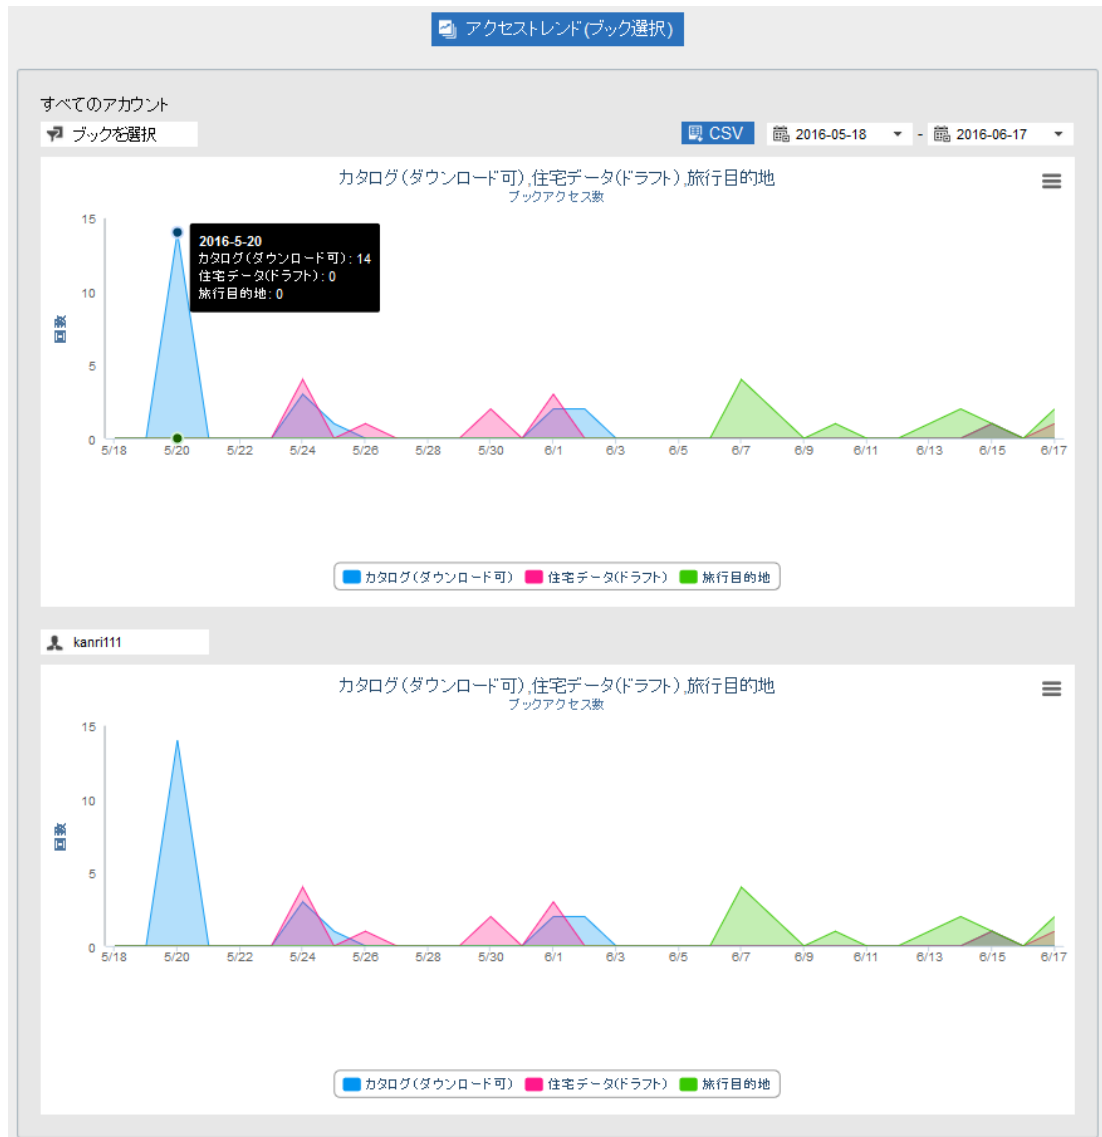 アクセストレンド(ブック選択)
すべてのアカウント
ブックを選択
CSV
2016-05-18 - 2016-06-17
カタログ(ダウンロード可),住宅データ(ドラフト),旅行目的地
ブックアクセス数
回数
15
10
5
0
2016-5-20
カタログ(ダウンロード可): 14
住宅データ(ドラフト): 0
旅行目的地: 0
5/18 5/20 5/22 5/24 5/26 5/28 5/30 6/1 6/3 6/5 6/7 6/9 6/11 6/13 6/15 6/17
カタログ(ダウンロード可) 住宅データ(ドラフト) 旅行目的地
kanri111
カタログ(ダウンロード可),住宅データ(ドラフト),旅行目的地
ブックアクセス数
回数
15
10
5
0
5/18 5/20 5/22 5/24 5/26 5/28 5/30 6/1 6/3 6/5 6/7 6/9 6/11 6/13 6/15 6/17
カタログ(ダウンロード可) 住宅データ(ドラフト) 旅行目的地